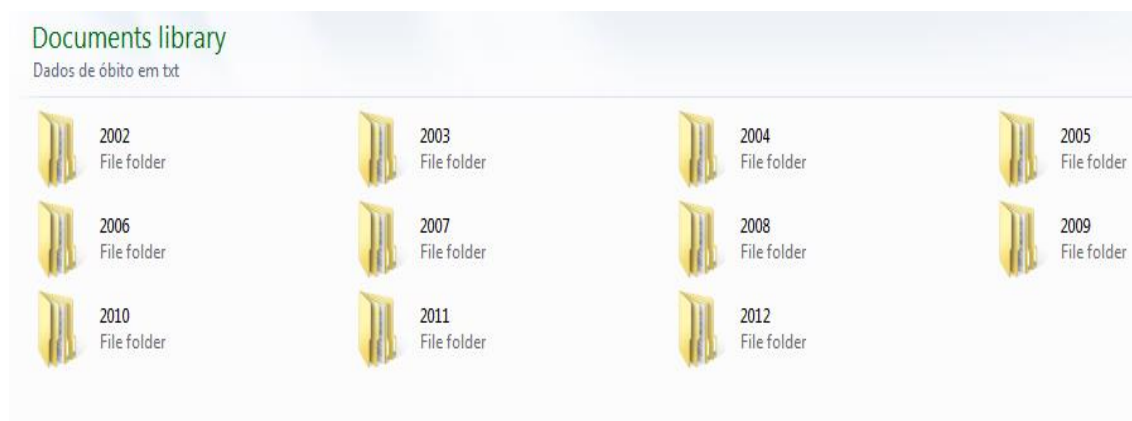 Documents library
Dados de óbito em txt
2002
File folder
2003
File folder
2004
File folder
2005
File folder
2006
File folder
2007
File folder
2008
File folder
2009
File folder
2010
File folder
2011
File folder
2012
File folder